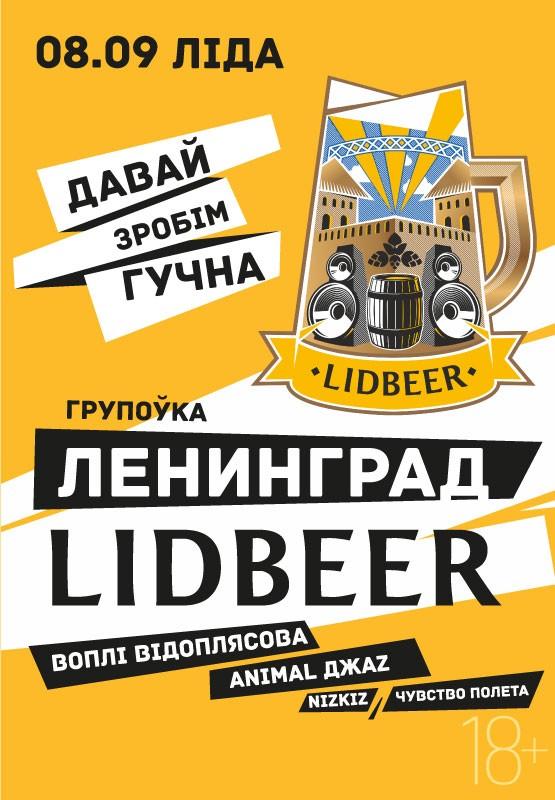 08.09 ЛІДА
ДАВАЙ
ЗРОБІМ
ГУЧНА
·LIDBEER·
ГРУПОЎКА
ЛЕНИНГРАД
LIDBEER
ВОПЛІ ВІДОПЛЯСОВА
ANIMAL ДЖАZ
NIZKIZ / ЧУВСТВО ПОЛЕТА
18+